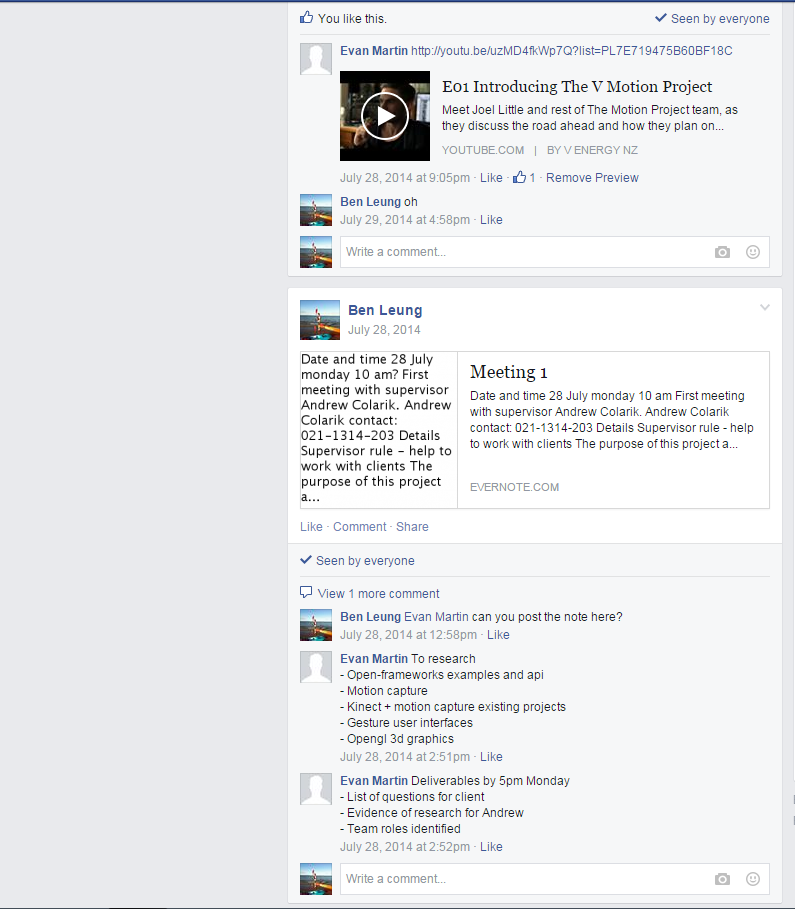 You like this.
Seen by everyone
Evan Martin http://youtu.be/uzMD4fkWp7Q?list=PL7E719475B60BF18C
E01 Introducing The V Motion Project
Meet Joel Little and rest of The Motion Project team, as
they discuss the road ahead and how they plan on...
YOUTUBE.COM | BY V ENERGY NZ
July 28, 2014 at 9:05pm · Like · 1 · Remove Preview
Ben Leung oh
July 29, 2014 at 4:58pm · Like
Write a comment...
Ben Leung
July 28, 2014
Date and time 28 July
monday 10 am? First
meeting with supervisor
Andrew Colarik. Andrew
Colarik contact:
021-1314-203 Details
Supervisor rule - help to
work with clients The
purpose of this project
a...
Meeting 1
Date and time 28 July monday 10 am First meeting
with supervisor Andrew Colarik. Andrew Colarik
contact: 021-1314-203 Details Supervisor rule - help
to work with clients The purpose of this project a...
EVERNOTE.COM
Like · Comment · Share
Seen by everyone
View 1 more comment
Ben Leung Evan Martin can you post the note here?
July 28, 2014 at 12:58pm · Like
Evan Martin To research
- Open-frameworks examples and api
- Motion capture
- Kinect + motion capture existing projects
- Gesture user interfaces
- Opengl 3d graphics
July 28, 2014 at 2:51pm · Like
Evan Martin Deliverables by 5pm Monday
- List of questions for client
- Evidence of research for Andrew
- Team roles identified
July 28, 2014 at 2:52pm · Like
Write a comment...